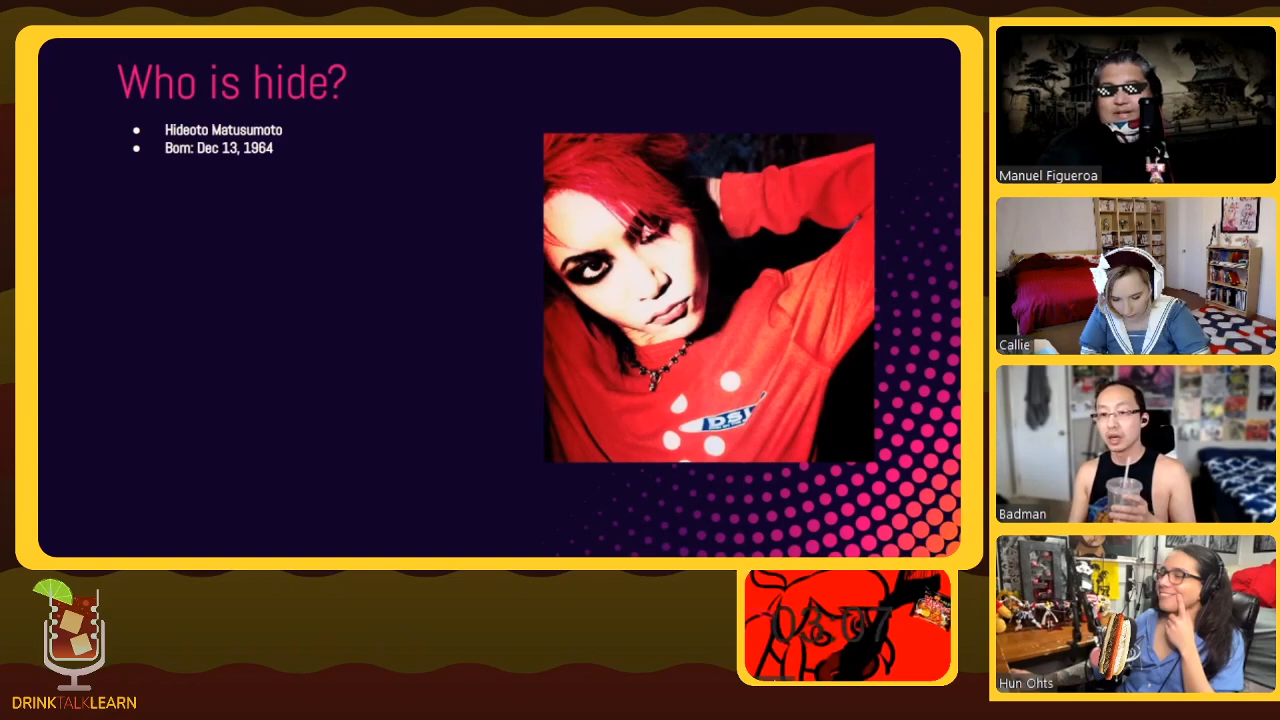 Who is hide?
Hideoto Matusumoto
Born: Dec 13, 1964
Manuel Figueroa
Callie
Badman
Hun Ohts
DRINKTALKLEARN